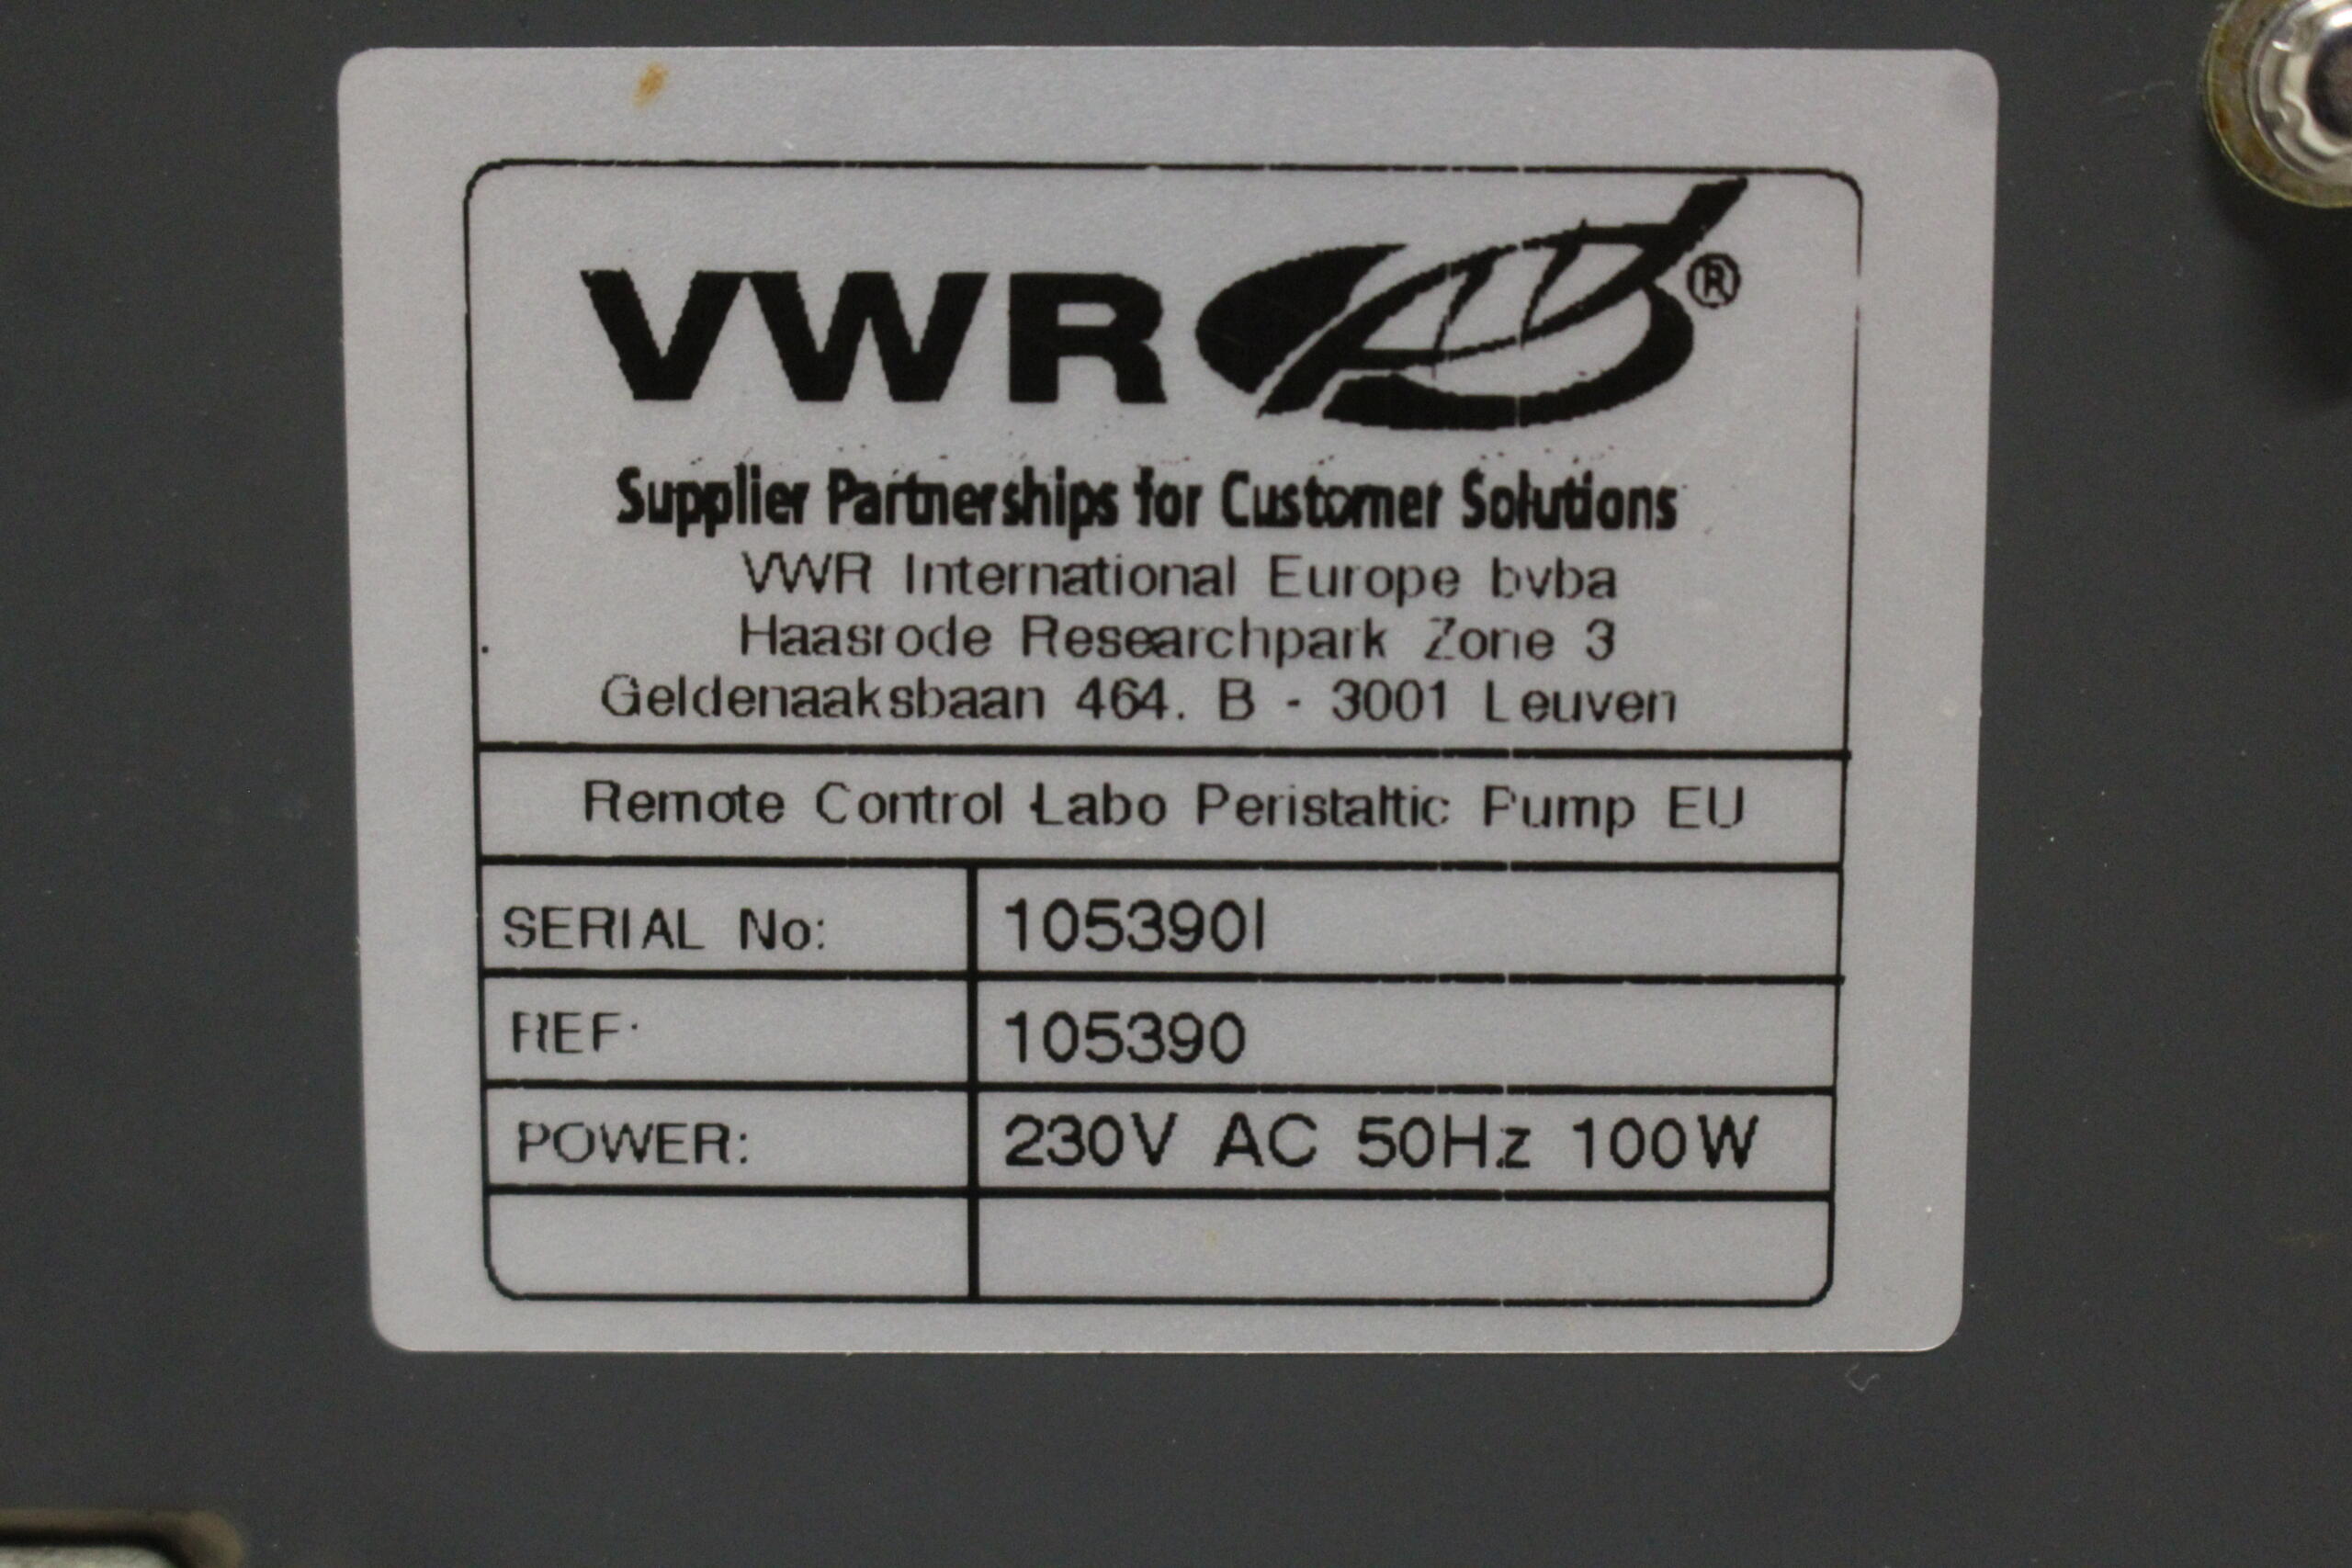 VWR ®
Supplier Partnerships for Customer Solutions
VWR International Europe bvba
Haasrode Researchpark Zone 3
Geldenaaksbaan 464. B - 3001 Leuven
Remote Control Labo Peristaltic Pump EU
SERIAL No: 105390I
REF: 105390
POWER: 230V AC 50Hz 100W